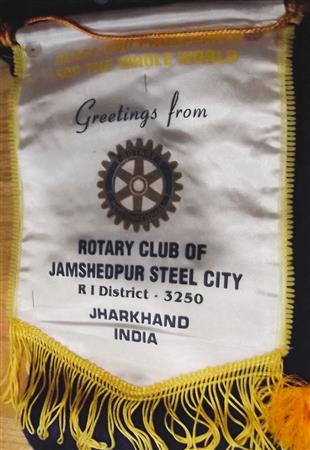 FOR THE WHOLE WORLD
Greetings from
ROTARY CLUB OF
JAMSHEDPUR STEEL CITY
R I District - 3250
JHARKHAND
INDIA